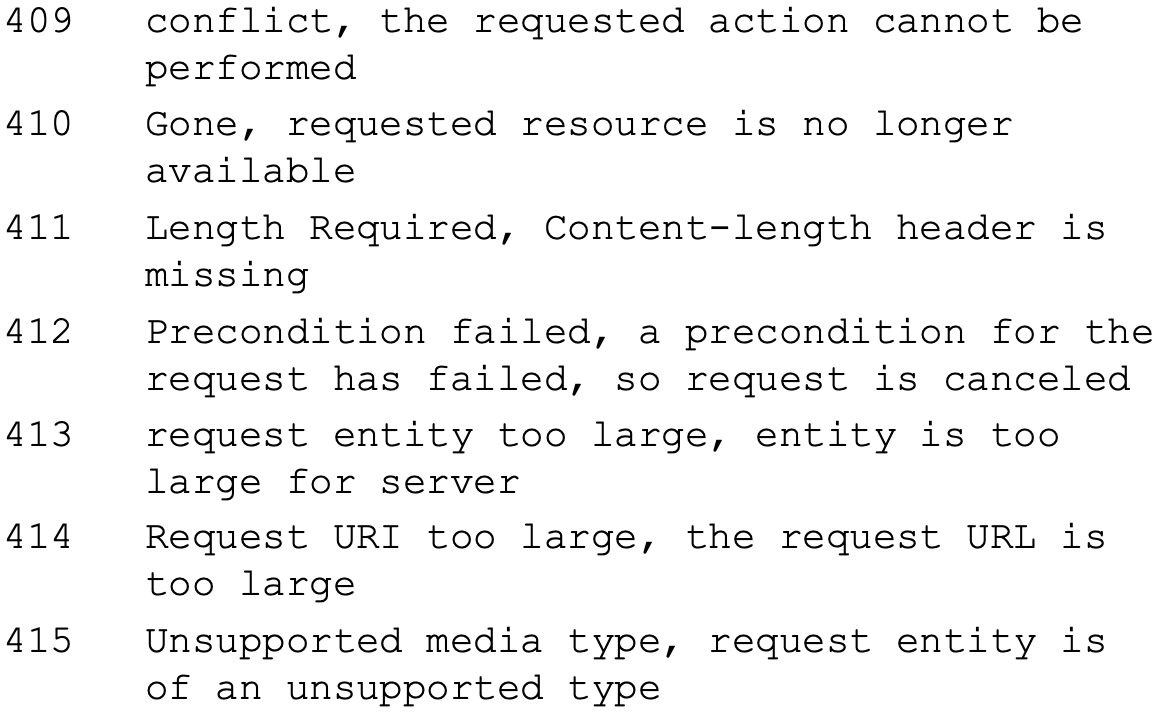 409 conflict, the requested action cannot be
performed
410 Gone, requested resource is no longer
available
411 Length Required, Content-length header is
missing
412 Precondition failed, a precondition for the
request has failed, so request is canceled
413 request entity too large, entity is too
large for server
414 Request URI too large, the request URL is
too large
415 Unsupported media type, request entity is
of an unsupported type